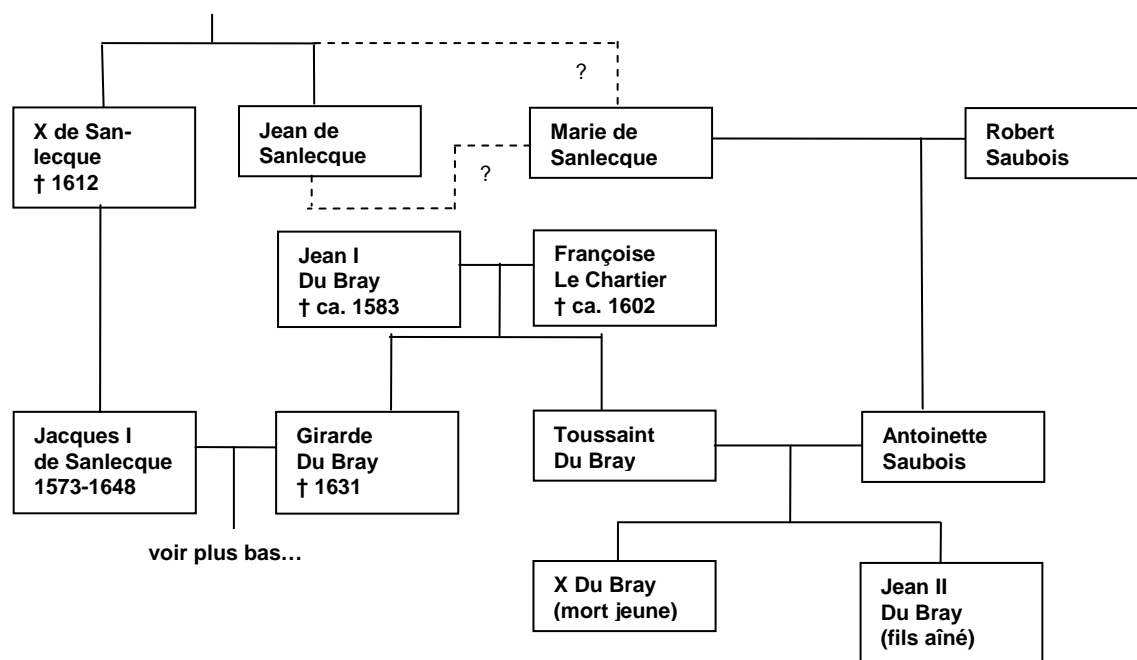 ?
X de San-
lecque
† 1612
Jean de
Sanlecque
?
Marie de
Sanlecque
Robert
Saubois
Jean I
Du Bray
† ca. 1583
Françoise
Le Chartier
† ca. 1602
Jacques I
de Sanlecque
1573-1648
Girarde
Du Bray
† 1631
Toussaint
Du Bray
Antoinette
Saubois
voir plus bas…
X Du Bray
(mort jeune)
Jean II
Du Bray
(fils aîné)